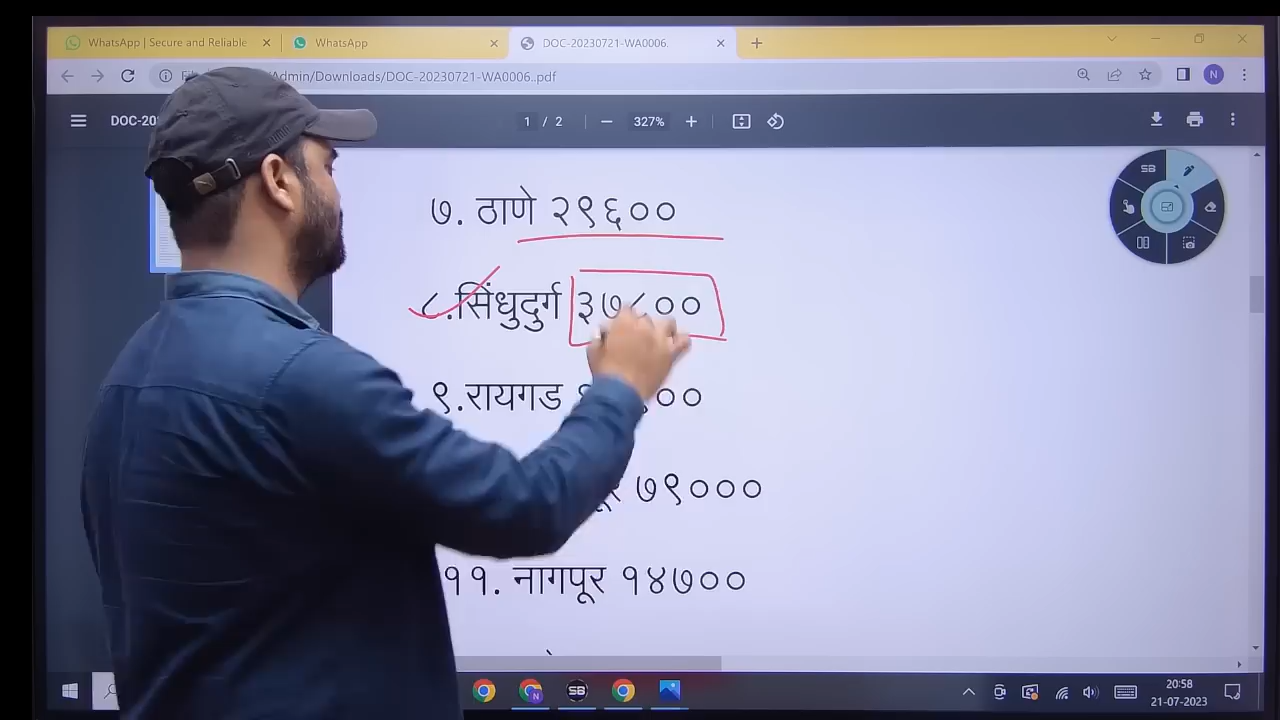 WhatsApp | Secure and Reliable
WhatsApp
DOC-20230721-WA0006.
/Admin/Downloads/DOC-20230721-WA0006..pdf
N
1 / 2
327%
SB
७. ठाणे २९६००
८.सिंधुदुर्ग ३७८००
९.रायगड
७९०००
११. नागपूर १४७००
N
SB
20:58
21-07-2023